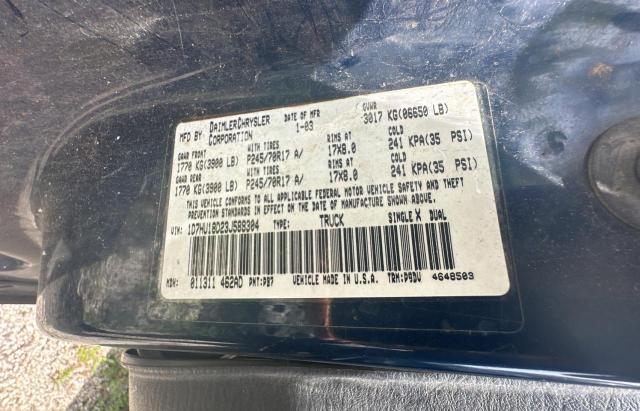 MFD BY DAIMLERCHRYSLER CORPORATION DATE OF MFR 1-03 GVWR 3017 KG(06650 LB)
GAWR FRONT WITH TIRES RIMS AT COLD
1770 KG(3900 LB) P245/70R17 A/ 17X8.0 241 KPA(35 PSI)
GAWR REAR WITH TIRES RIMS AT COLD
1770 KG(3900 LB) P245/70R17 A/ 17X8.0 241 KPA(35 PSI)
THIS VEHICLE CONFORMS TO ALL APPLICABLE FEDERAL MOTOR VEHICLE SAFETY AND THEFT
PREVENTION STANDARDS IN EFFECT ON THE DATE OF MANUFACTURE SHOWN ABOVE.
VIN: 1D7HU18D23J588304 TYPE: TRUCK SINGLE X DUAL
MDH: 011311 462AD PNT:PB7 VEHICLE MADE IN U.S.A. TRM:P9DV 4648503